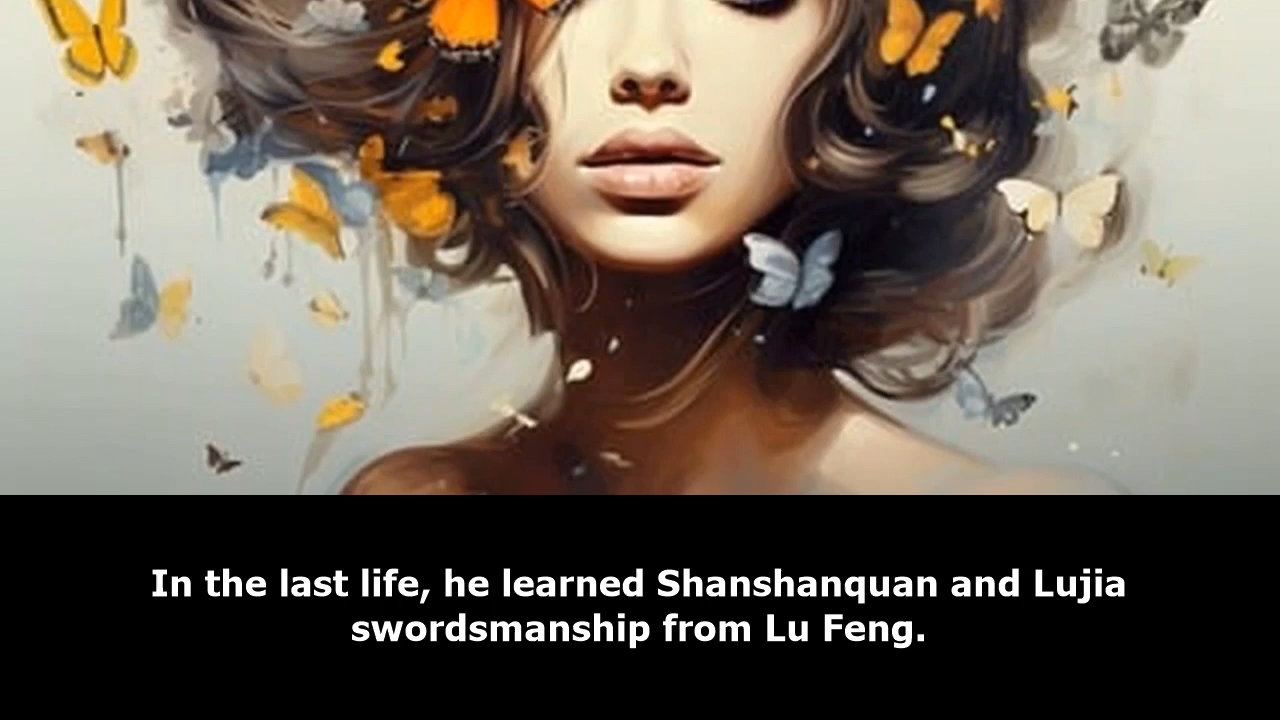 In the last life, he learned Shanshanquan and Lujia
swordsmanship from Lu Feng.